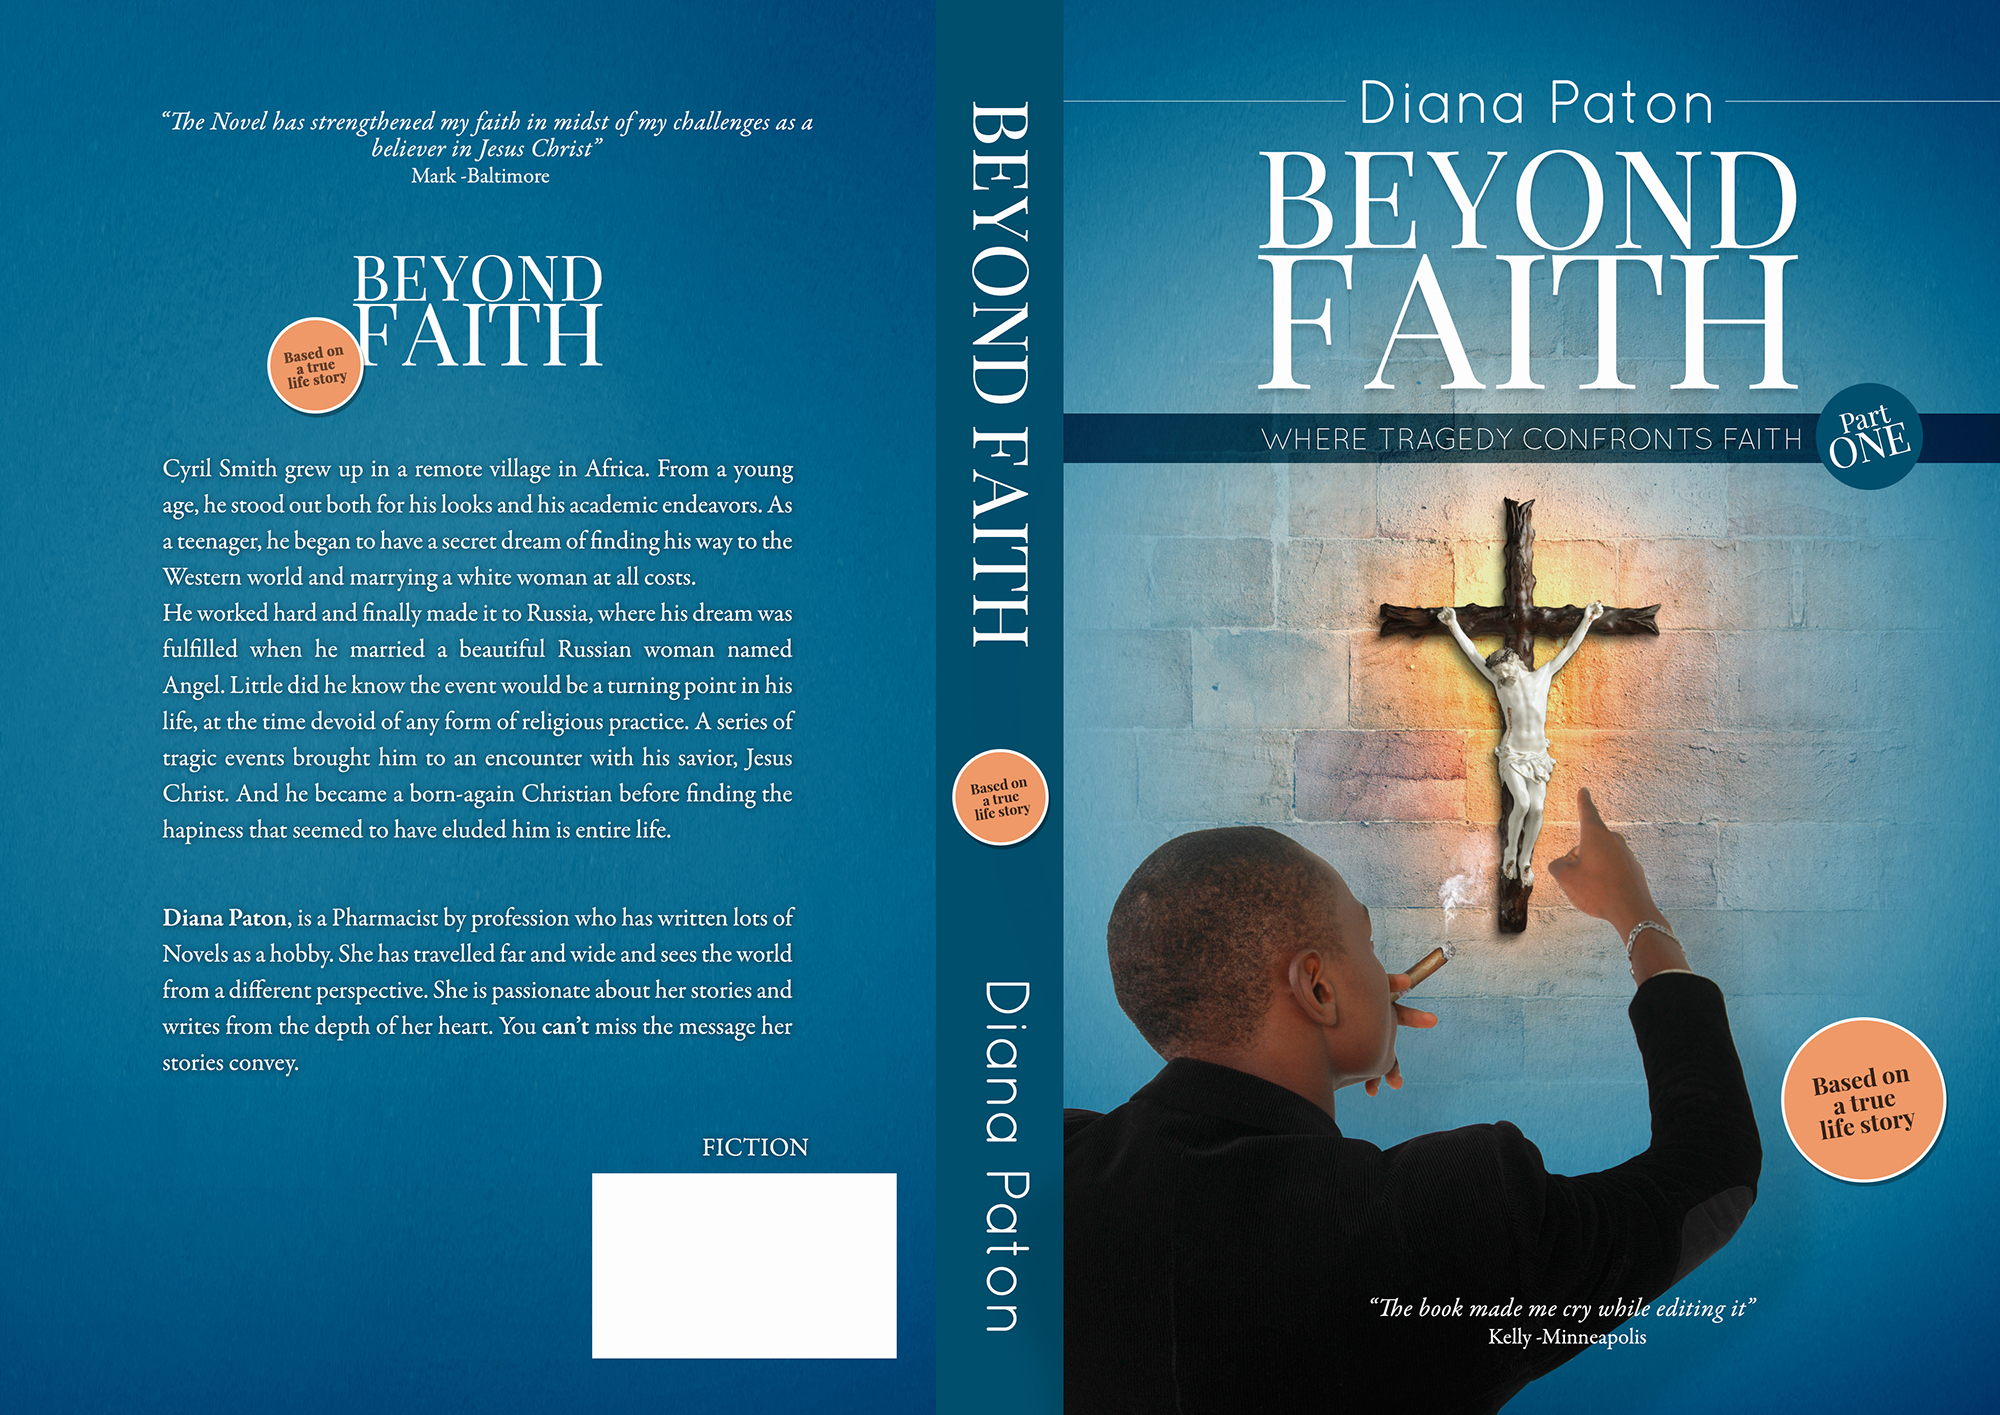 “The Novel has strengthened my faith in midst of my challenges as a
believer in Jesus Christ”
Mark -Baltimore
BEYOND
FAITH
Based on
a true
life story
Cyril Smith grew up in a remote village in Africa. From a young
age, he stood out both for his looks and his academic endeavors. As
a teenager, he began to have a secret dream of finding his way to the
Western world and marrying a white woman at all costs.
He worked hard and finally made it to Russia, where his dream was
fulfilled when he married a beautiful Russian woman named
Angel. Little did he know the event would be a turning point in his
life, at the time devoid of any form of religious practice. A series of
tragic events brought him to an encounter with his savior, Jesus
Christ. And he became a born-again Christian before finding the
hapiness that seemed to have eluded him is entire life.
Diana Paton, is a Pharmacist by profession who has written lots of
Novels as a hobby. She has travelled far and wide and sees the world
from a different perspective. She is passionate about her stories and
writes from the depth of her heart. You can’t miss the message her
stories convey.
FICTION
BEYOND FAITH
Based on
a true
life story
Diana Paton
Diana Paton
BEYOND
FAITH
WHERE TRAGEDY CONFRONTS FAITH
Part
ONE
Based on
a true
life story
“The book made me cry while editing it”
Kelly -Minneapolis